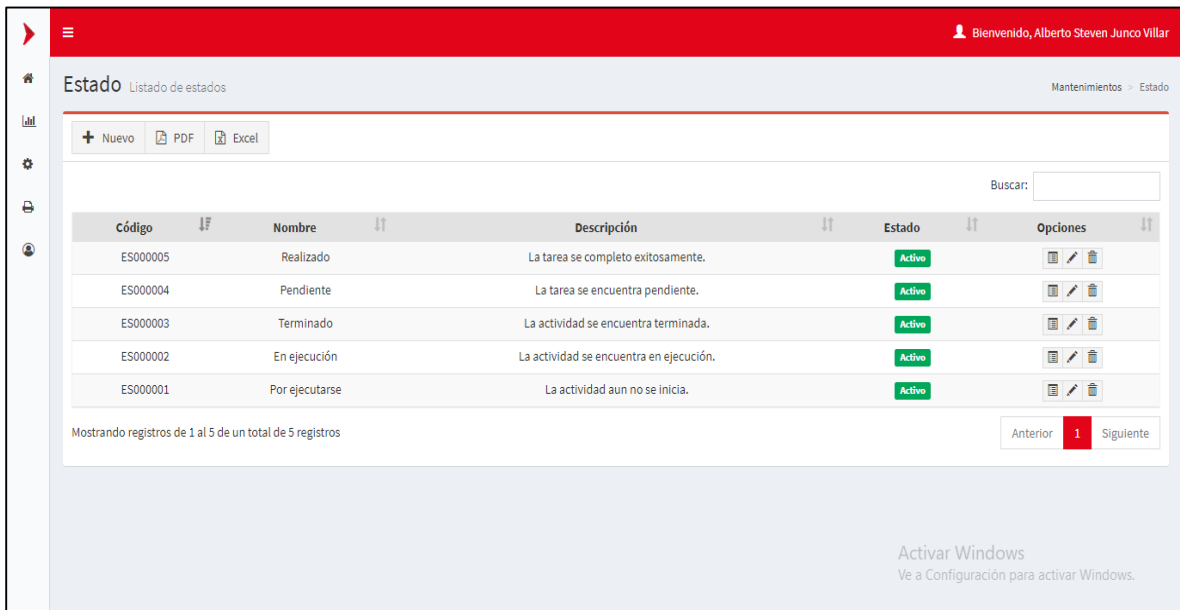 Bienvenido, Alberto Steven Junco Villar
Estado Listado de estados
Mantenimientos > Estado
Nuevo PDF Excel
Buscar:
Código Nombre Descripción Estado Opciones
ES000005 Realizado La tarea se completo exitosamente. Activo
ES000004 Pendiente La tarea se encuentra pendiente. Activo
ES000003 Terminado La actividad se encuentra terminada. Activo
ES000002 En ejecución La actividad se encuentra en ejecución. Activo
ES000001 Por ejecutarse La actividad aun no se inicia. Activo
Mostrando registros de 1 al 5 de un total de 5 registros
Anterior 1 Siguiente
Activar Windows
Ve a Configuración para activar Windows.